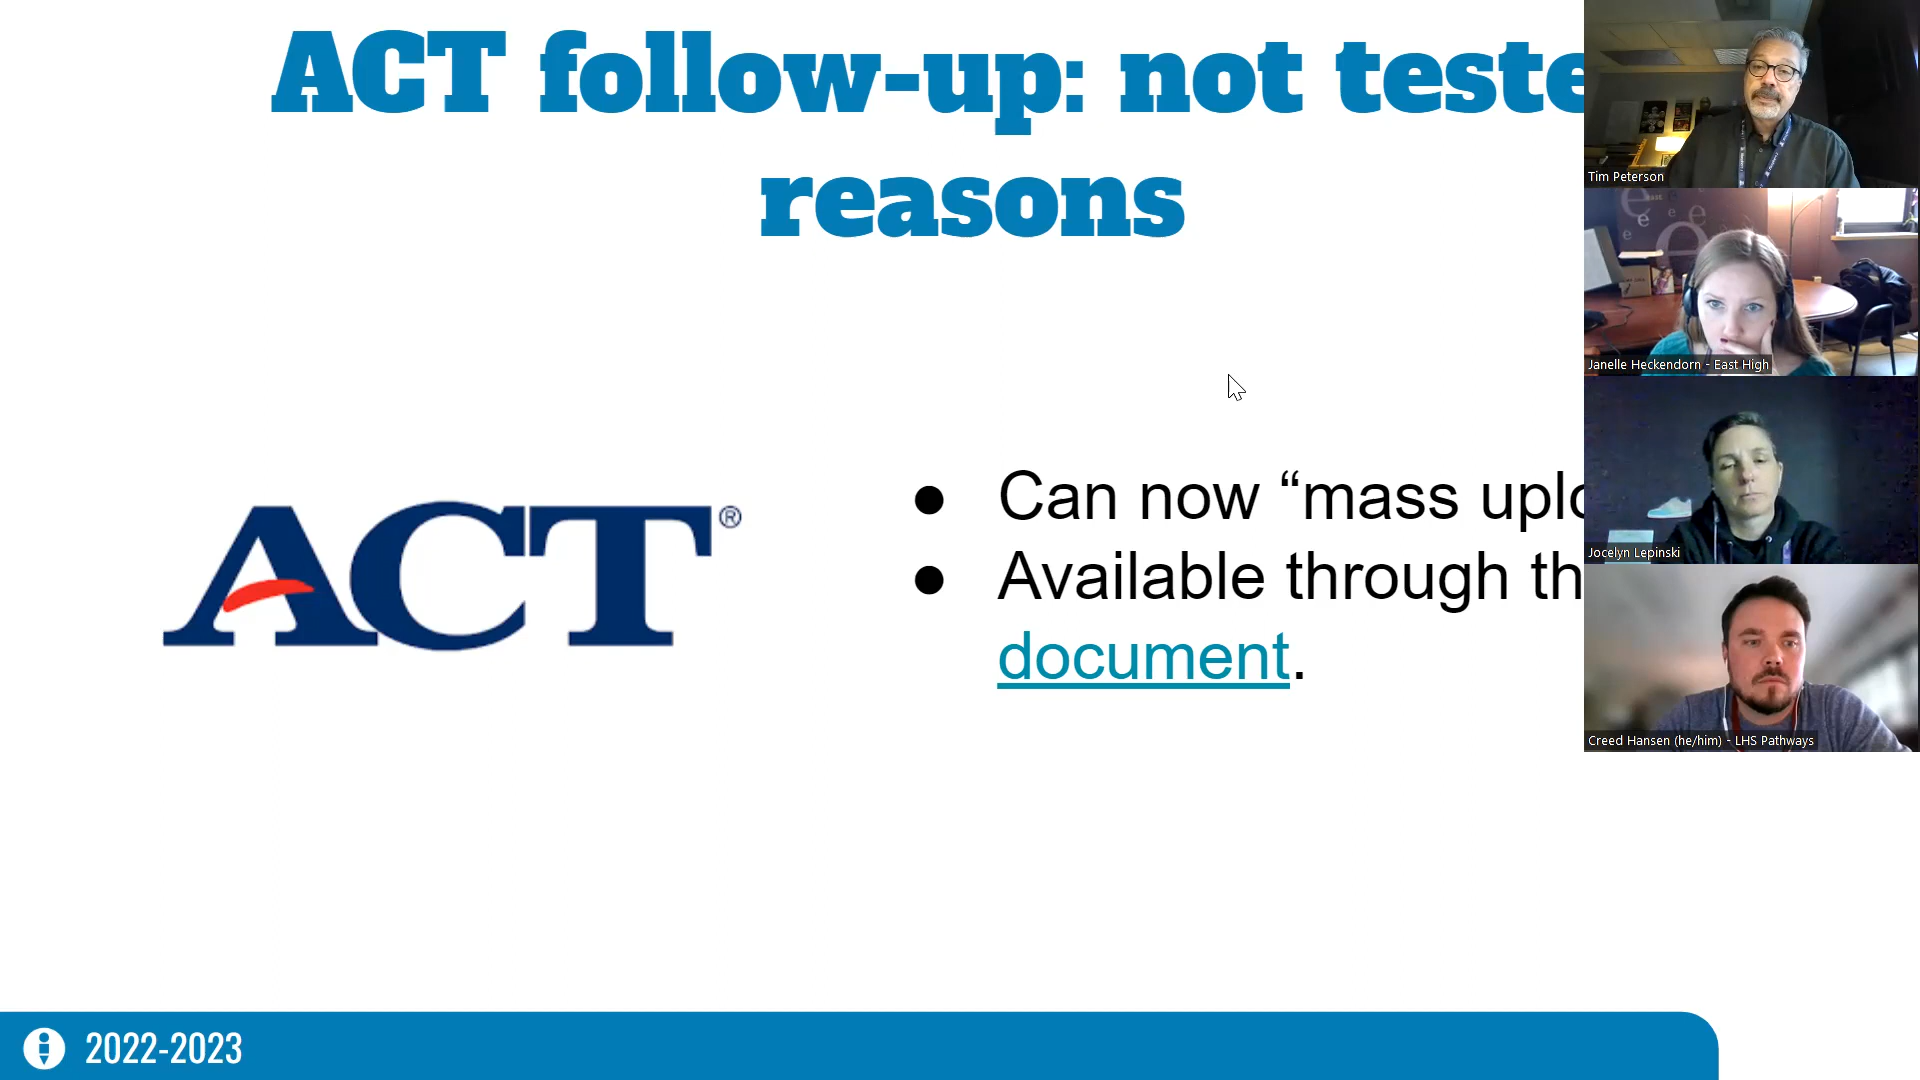 ACT follow-up: not teste
reasons
ACT®
● Can now “mass uplo
● Available through th
document.
2022-2023
Tim Peterson
Janelle Heckendorn - East High
Jocelyn Lepinski
Creed Hansen (he/him) - LHS Pathways